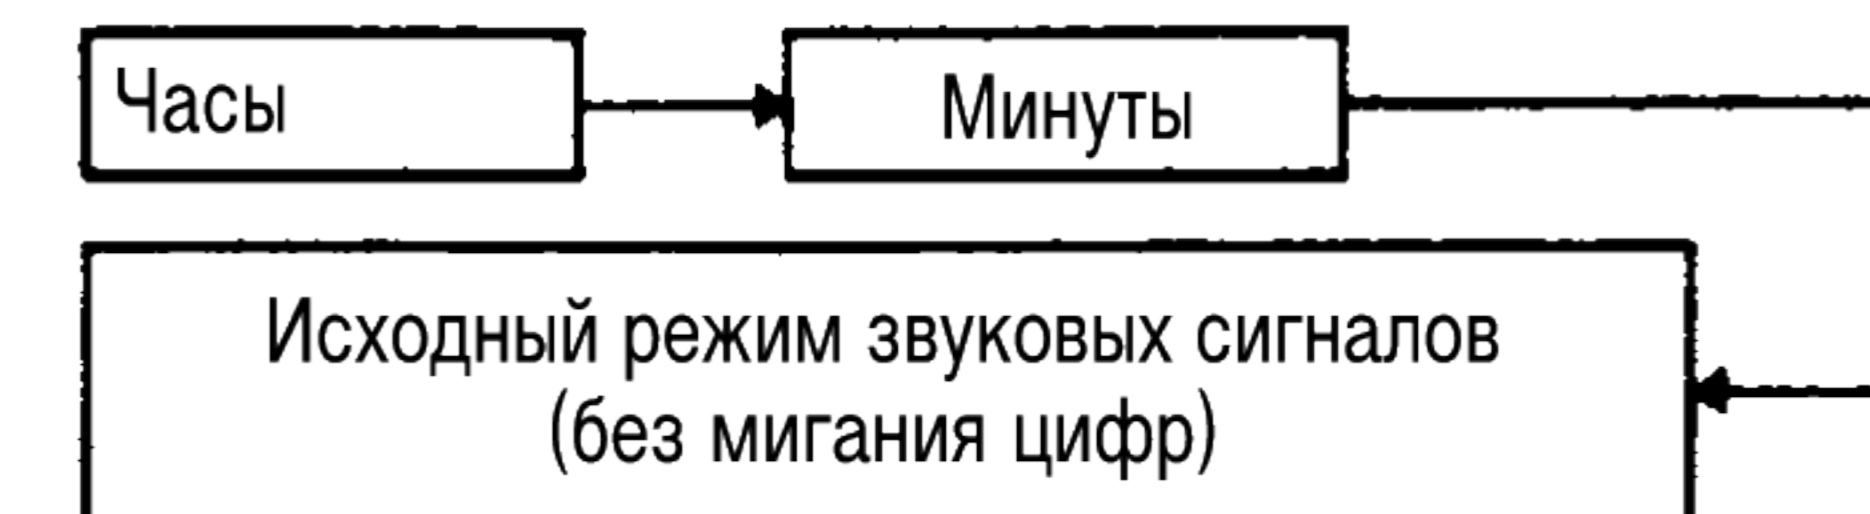 Часы
Минуты
Исходный режим звуковых сигналов
(без мигания цифр)